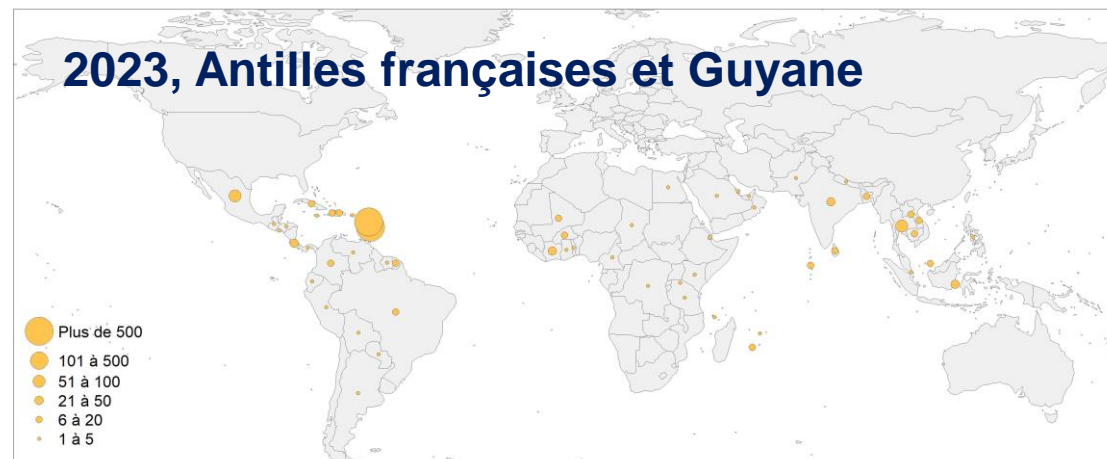 2023, Antilles françaises et Guyane
Plus de 500
101 à 500
51 à 100
21 à 50
6 à 20
1 à 5